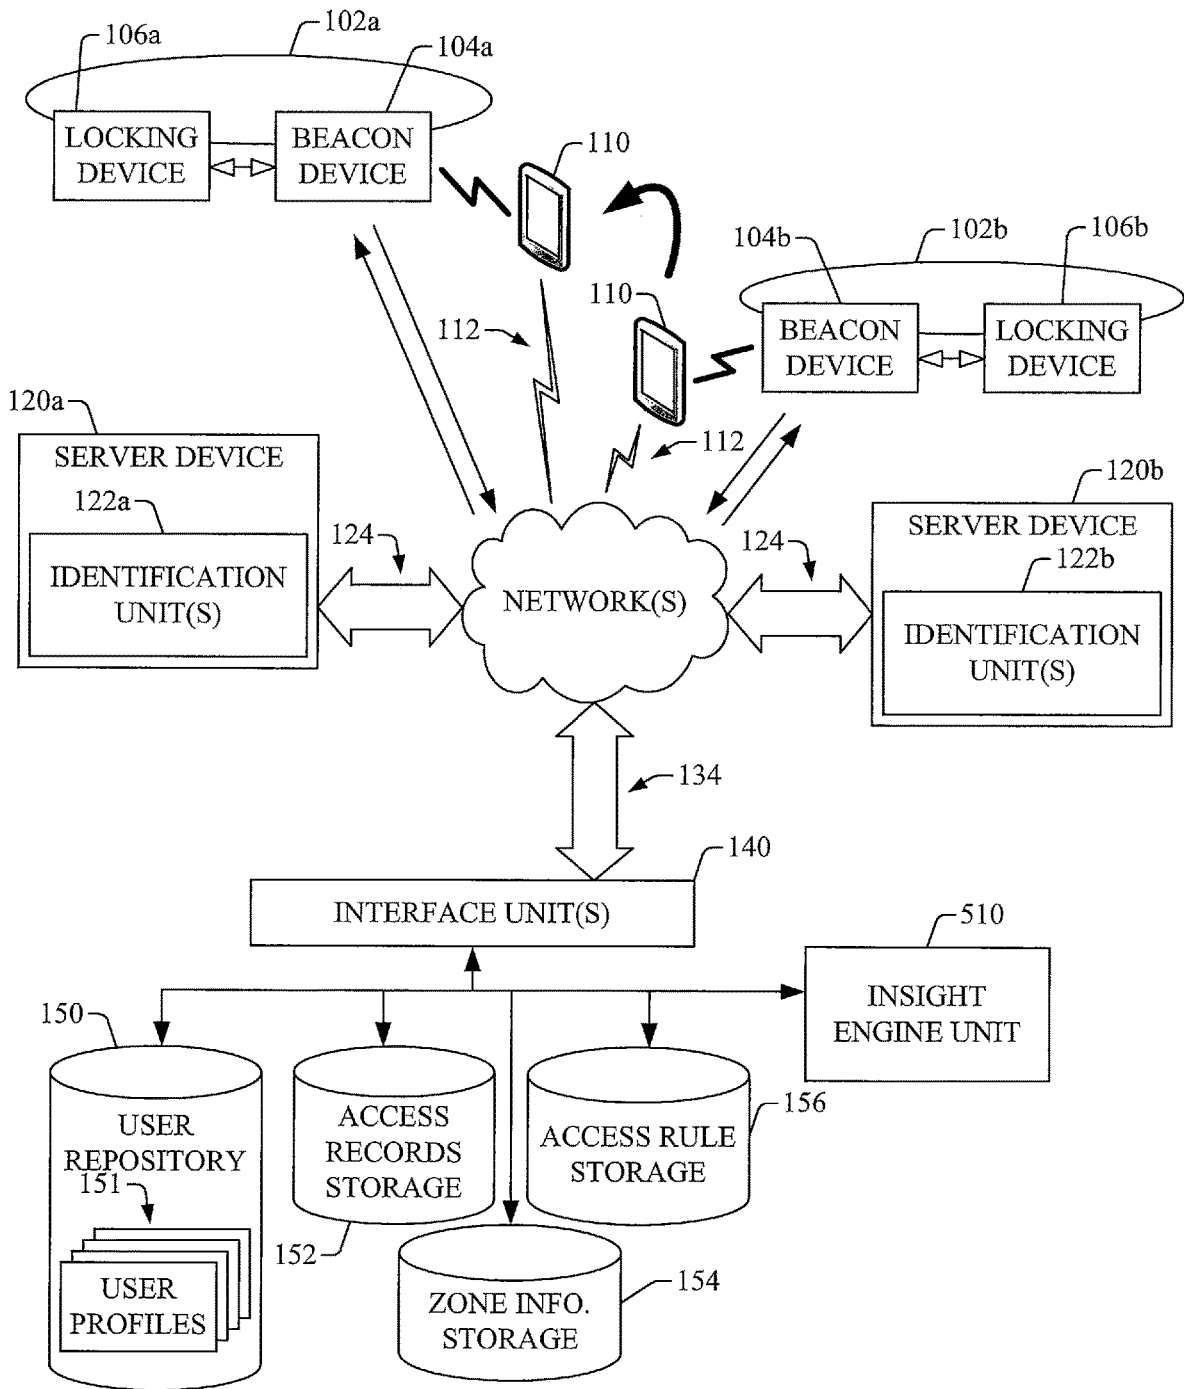 102a
106a
104a
LOCKING
DEVICE
BEACON
DEVICE
110
104b
102b
106b
110
BEACON
DEVICE
LOCKING
DEVICE
112
112
120a
SERVER DEVICE
122a
IDENTIFICATION
UNIT(S)
124
NETWORK(S)
124
120b
SERVER DEVICE
122b
IDENTIFICATION
UNIT(S)
134
140
INTERFACE UNIT(S)
510
INSIGHT
ENGINE UNIT
150
USER
REPOSITORY
151
USER
PROFILES
ACCESS
RECORDS
STORAGE
152
ACCESS RULE
STORAGE
156
ZONE INFO.
STORAGE
154